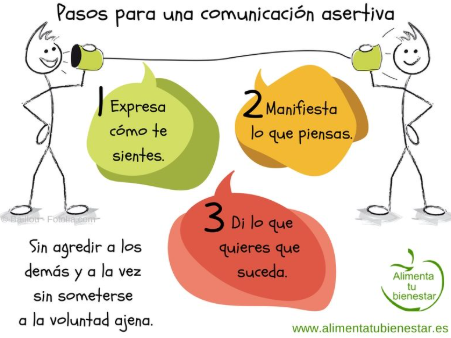 Pasos para una comunicación asertiva
1 Expresa
cómo te
sientes.
2 Manifiesta
lo que piensas.
3 Di lo que
quieres que
suceda.
Sin agredir a los
demás y a la vez
sin someterse
a la voluntad ajena.
Alimenta
tu
bienestar
www.alimentatubienestar.es